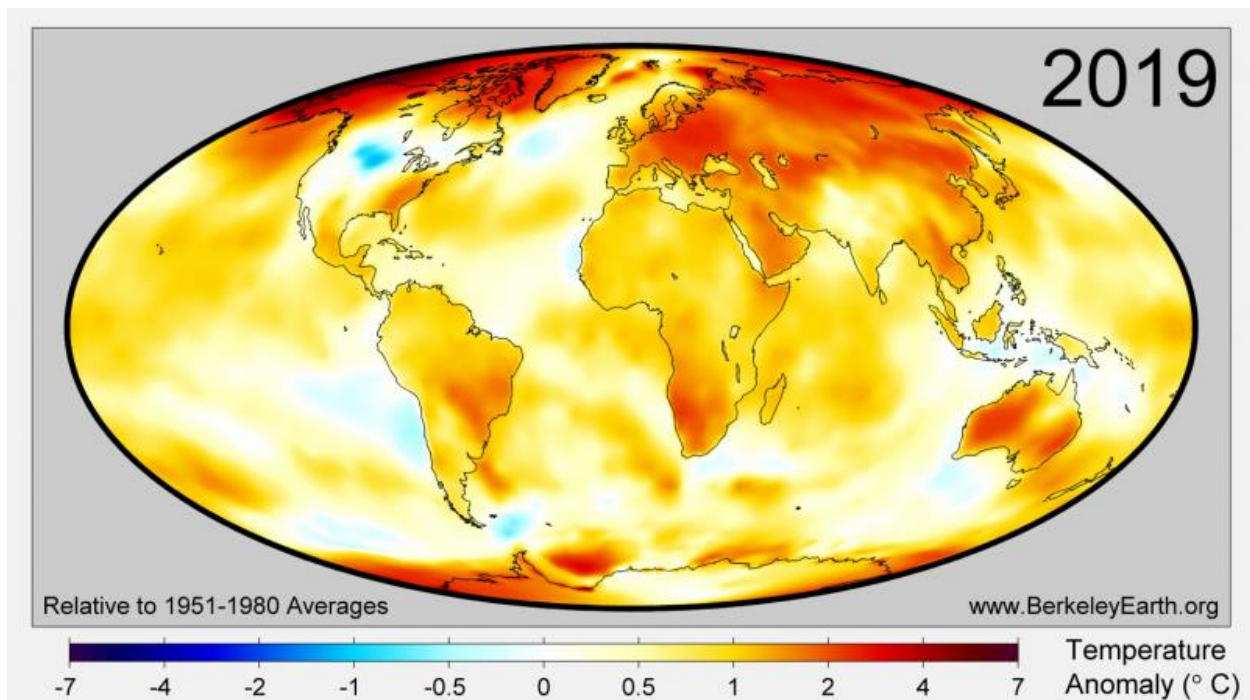 2019
Relative to 1951-1980 Averages
www.BerkeleyEarth.org
-7 -4 -2 -1 -0.5 0 0.5 1 2 4 7
Temperature
Anomaly (° C)